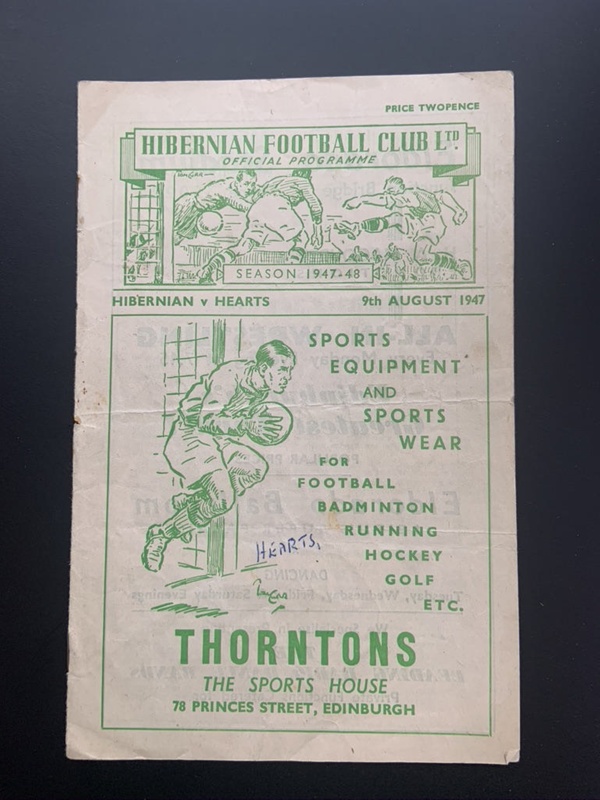 PRICE TWOPENCE
HIBERNIAN FOOTBALL CLUB LTD.
OFFICIAL PROGRAMME
SEASON 1947-48
HIBERNIAN v HEARTS 9th AUGUST 1947
SPORTS
EQUIPMENT
AND
SPORTS
WEAR
FOR
FOOTBALL
BADMINTON
RUNNING
HOCKEY
GOLF
ETC.
HEARTS.
THORNTONS
THE SPORTS HOUSE
78 PRINCES STREET, EDINBURGH